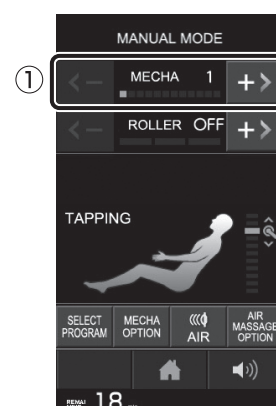 MANUAL MODE
①
MECHA 1
ROLLER OFF
TAPPING
SELECT PROGRAM
MECHA OPTION
AIR
AIR MASSAGE OPTION
18